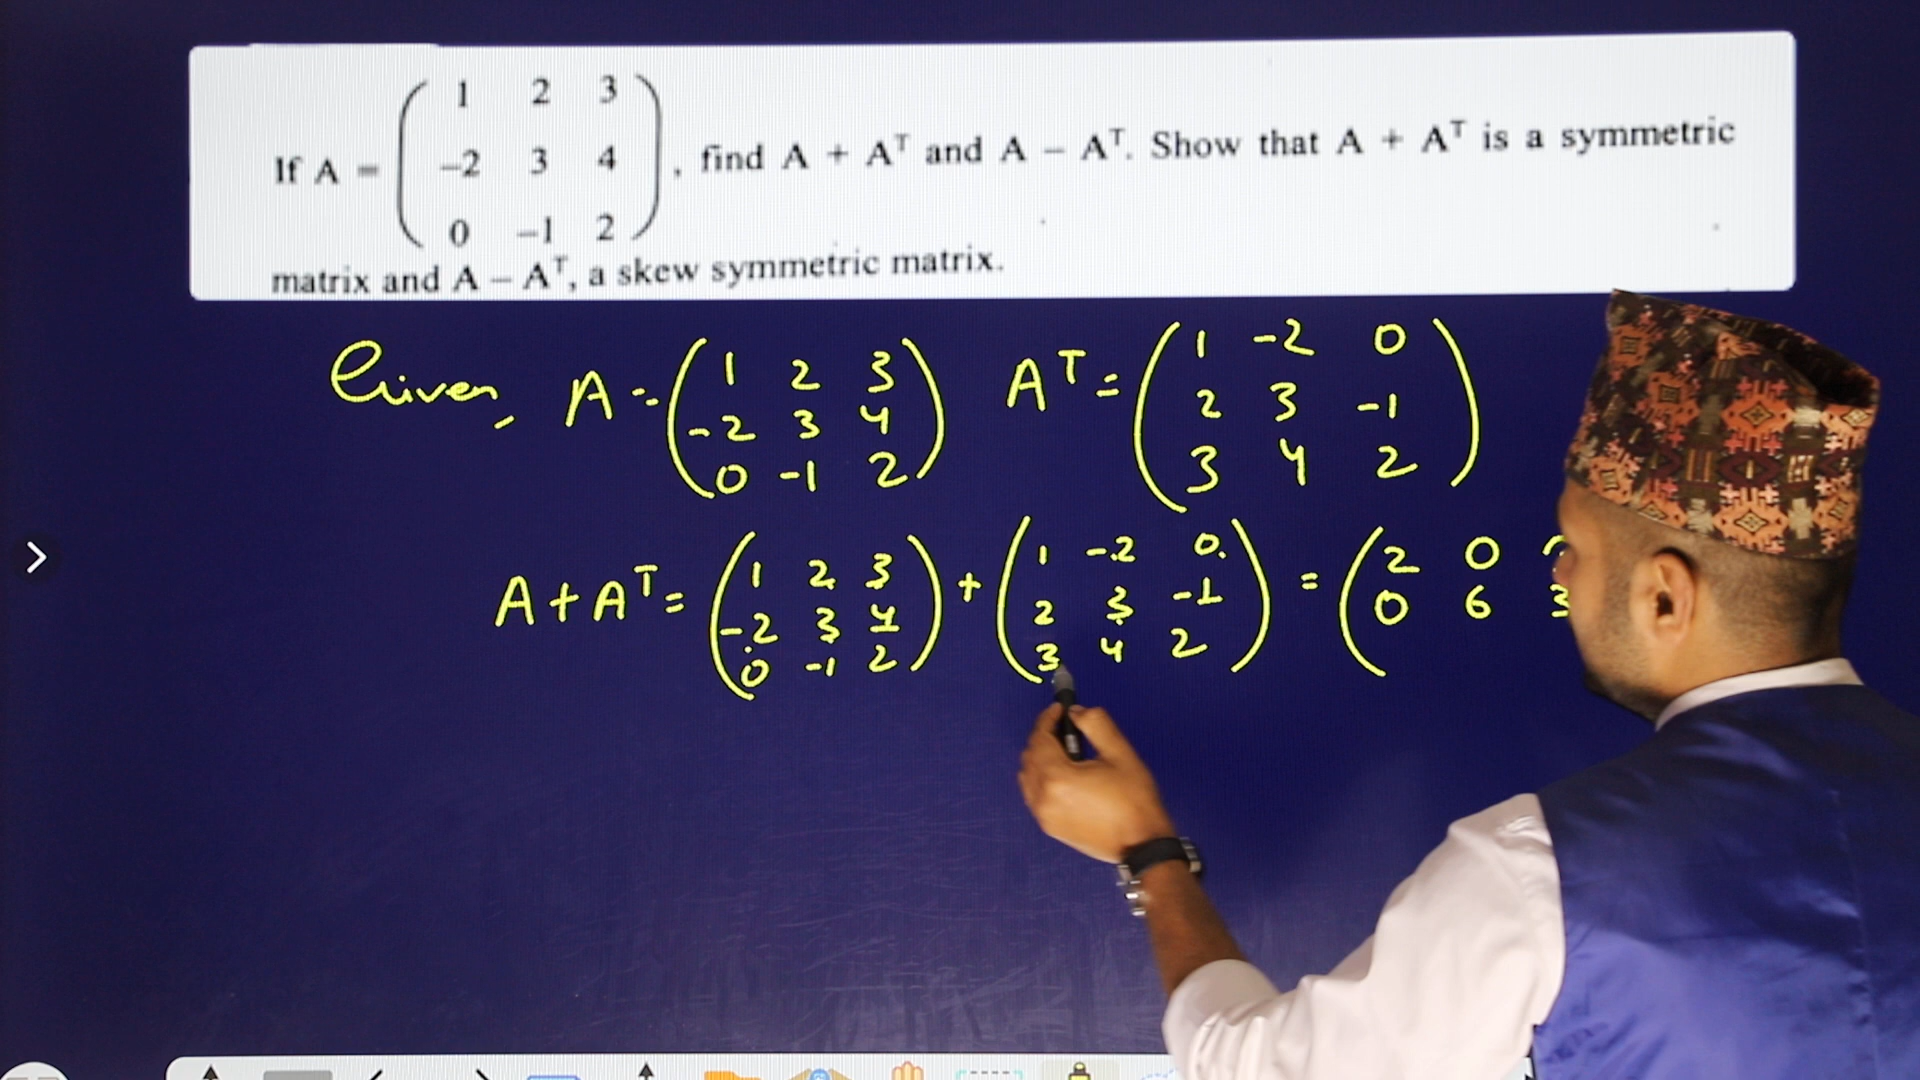 If A = ( 1 2 3
-2 3 4
0 -1 2 ) , find A + Aᵀ and A – Aᵀ. Show that A + Aᵀ is a symmetric
matrix and A – Aᵀ, a skew symmetric matrix.
Given, A = ( 1 2 3
-2 3 4
0 -1 2 )
Aᵀ = ( 1 -2 0
2 3 -1
3 4 2 )
A + Aᵀ = ( 1 2 3
-2 3 4
0 -1 2 )
+ ( 1 -2 0
2 3 -1
3 4 2 )
= ( 2 0
0 6 3